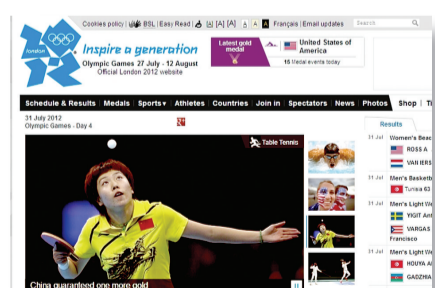 Cookies policy | BSL | Easy Read | [A] [A] [A] A A A Français | Email updates Search
london
Inspire a generation
Olympic Games 27 July - 12 August
Official London 2012 website
Latest gold medal
United States of America
15 Medal events today
Schedule & Results | Medals | Sports | Athletes | Countries | Join in | Spectators | News | Photos Shop |
31 July 2012
Olympic Games - Day 4
Table Tennis
China guaranteed one more gold
Results
31 Jul Women's Beac
ROSS A
VAN IERS
31 Jul Men's Basketb
Tunisia 63
31 Jul Men's Light We
YIGIT Ant
VARGAS
Francisco
31 Jul Men's Light We
HOUYA A
GADZHIA